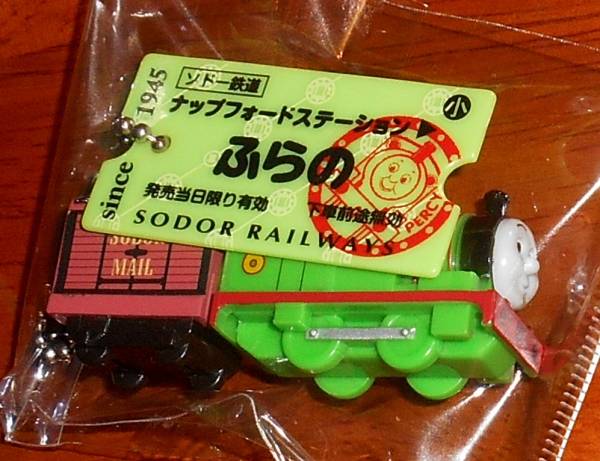 since 1945
ソドー鉄道
小
ナップフォードステーション▶
ふらの
発売当日限り有効
下車前途無効
PERCY
SODOR RAILWAYS
SODOR
MAIL